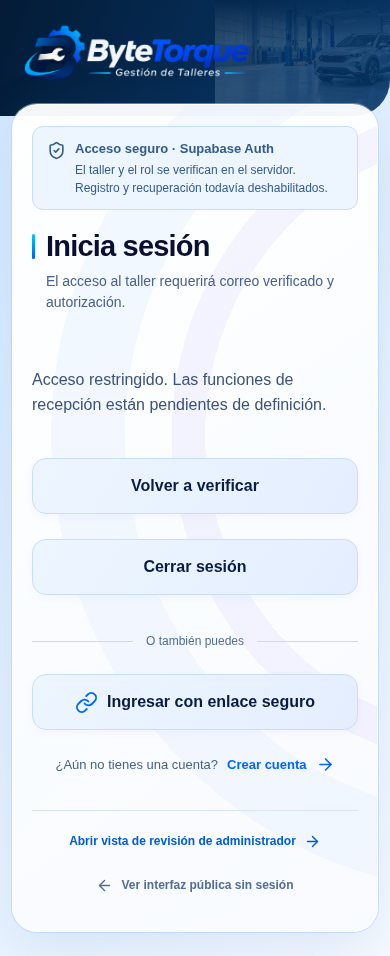 ByteTorque
Gestión de Talleres
Acceso seguro · Supabase Auth
El taller y el rol se verifican en el servidor.
Registro y recuperación todavía deshabilitados.
Inicia sesión
El acceso al taller requerirá correo verificado y
autorización.
Acceso restringido. Las funciones de
recepción están pendientes de definición.
Volver a verificar
Cerrar sesión
O también puedes
Ingresar con enlace seguro
¿Aún no tienes una cuenta? Crear cuenta
Abrir vista de revisión de administrador
Ver interfaz pública sin sesión